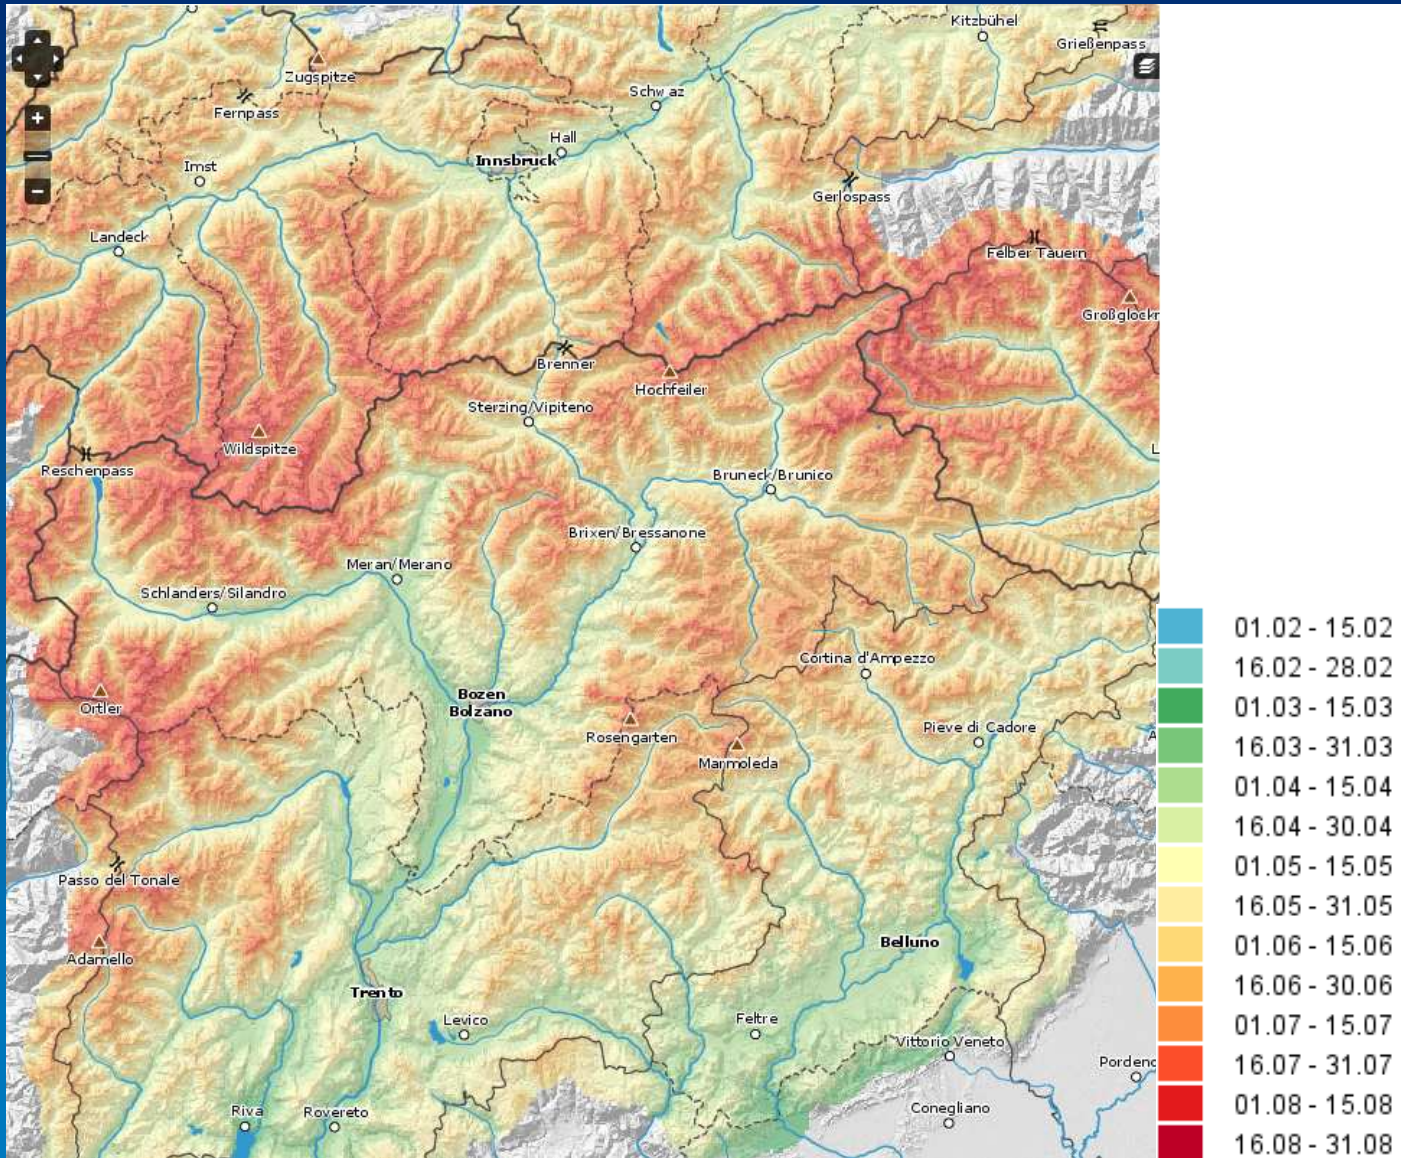 Kitzbühel
Grießenpass
Zugspitze
Schwaz
Fernpass
Hall
Innsbruck
Imst
Gerlospass
Landeck
Felber Tauern
Großglockr
Brenner
Hochfeiler
Sterzing/Vipiteno
Wildspitze
Reschenpass
L
Bruneck/Brunico
Brixen/Bressanone
Meran/Merano
Schlanders/Silandro
Cortina d'Ampezzo
Ortler
Bozen
Bolzano
Rosengarten
Pieve di Cadore
A
Marmoleda
Passo del Tonale
Adamello
Belluno
Trento
Levico
Feltre
Vittorio Veneto
Pordenc
Riva
Rovereto
Conegliano
01.02 - 15.02
16.02 - 28.02
01.03 - 15.03
16.03 - 31.03
01.04 - 15.04
16.04 - 30.04
01.05 - 15.05
16.05 - 31.05
01.06 - 15.06
16.06 - 30.06
01.07 - 15.07
16.07 - 31.07
01.08 - 15.08
16.08 - 31.08